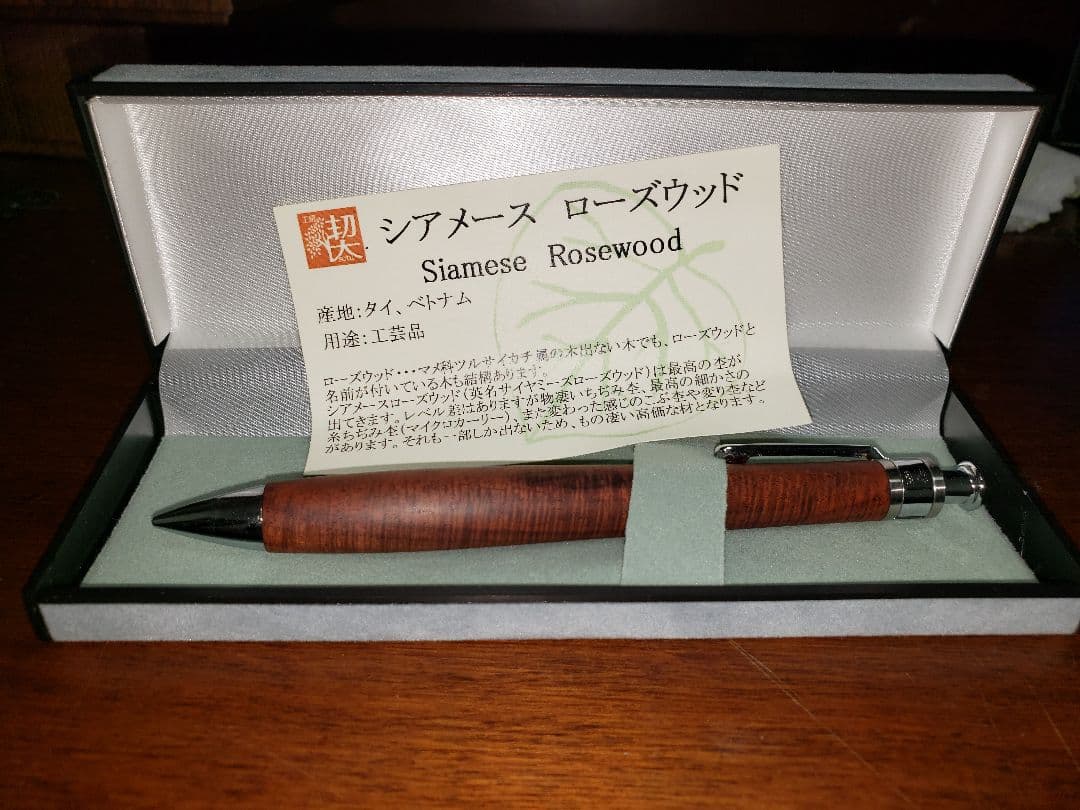 工房
楔
シアメース ローズウッド
Siamese Rosewood
産地:タイ、ベトナム
用途:工芸品
ローズウッド・・・マメ科ツルサイカチ属の木出ない木でも、ローズウッドと
名前が付いている木も結構あります。
シアメースローズウッド(英名サイヤミーズローズウッド)は最高の杢が
出てきます。レベル差はありますが物凄いちぢみ杢、最高の細かさの
糸ちぢみ杢(マイクロカーリー)、また変わった感じのこぶ杢や変り杢など
があります。それも一部しか出ないため、もの凄い高価な材となります。